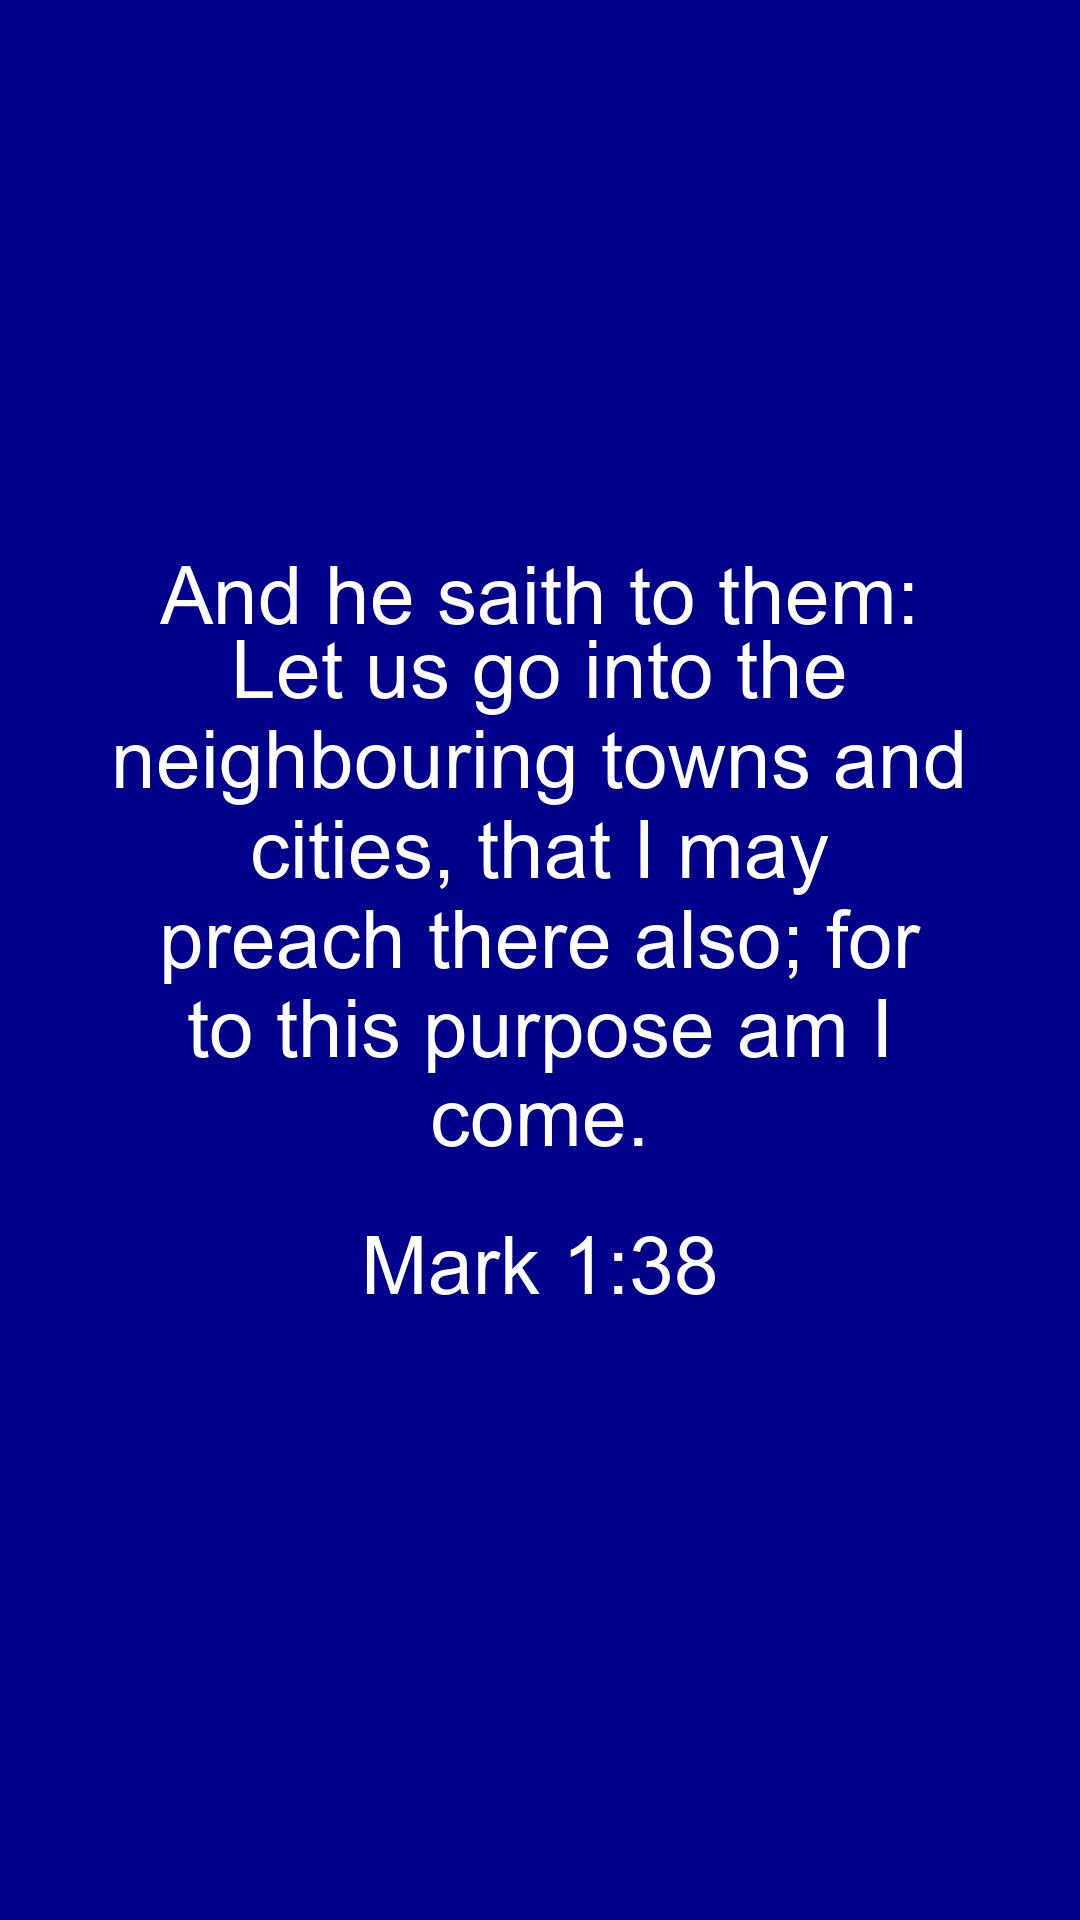 And he saith to them:
Let us go into the
neighbouring towns and
cities, that I may
preach there also; for
to this purpose am I
come.
Mark 1:38